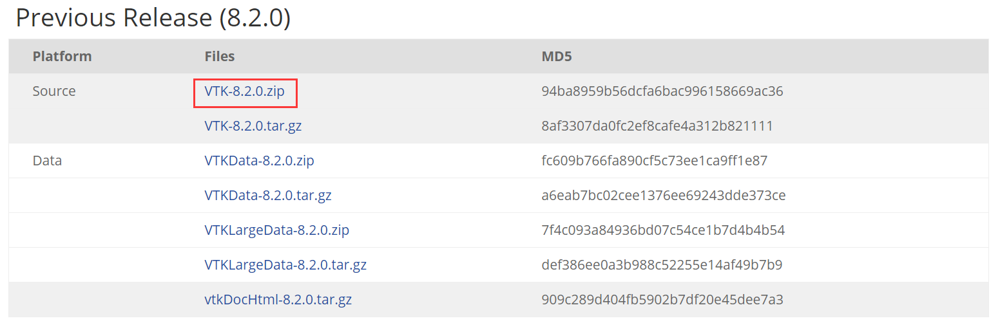 Previous Release (8.2.0)
Platform Files MD5
Source VTK-8.2.0.zip 94ba8959b56dcfa6bac996158669ac36
VTK-8.2.0.tar.gz 8af3307da0fc2ef8cafe4a312b821111
Data VTKData-8.2.0.zip fc609b766fa890cf5c73ee1ca9ff1e87
VTKData-8.2.0.tar.gz a6eab7bc02cee1376ee69243dde373ce
VTKLargeData-8.2.0.zip 7f4c093a84936bd07c54ce1b7d4b4b54
VTKLargeData-8.2.0.tar.gz def386ee0a3b988c52255e14af49b7b9
vtkDocHtml-8.2.0.tar.gz 909c289d404fb5902b7df20e45dee7a3